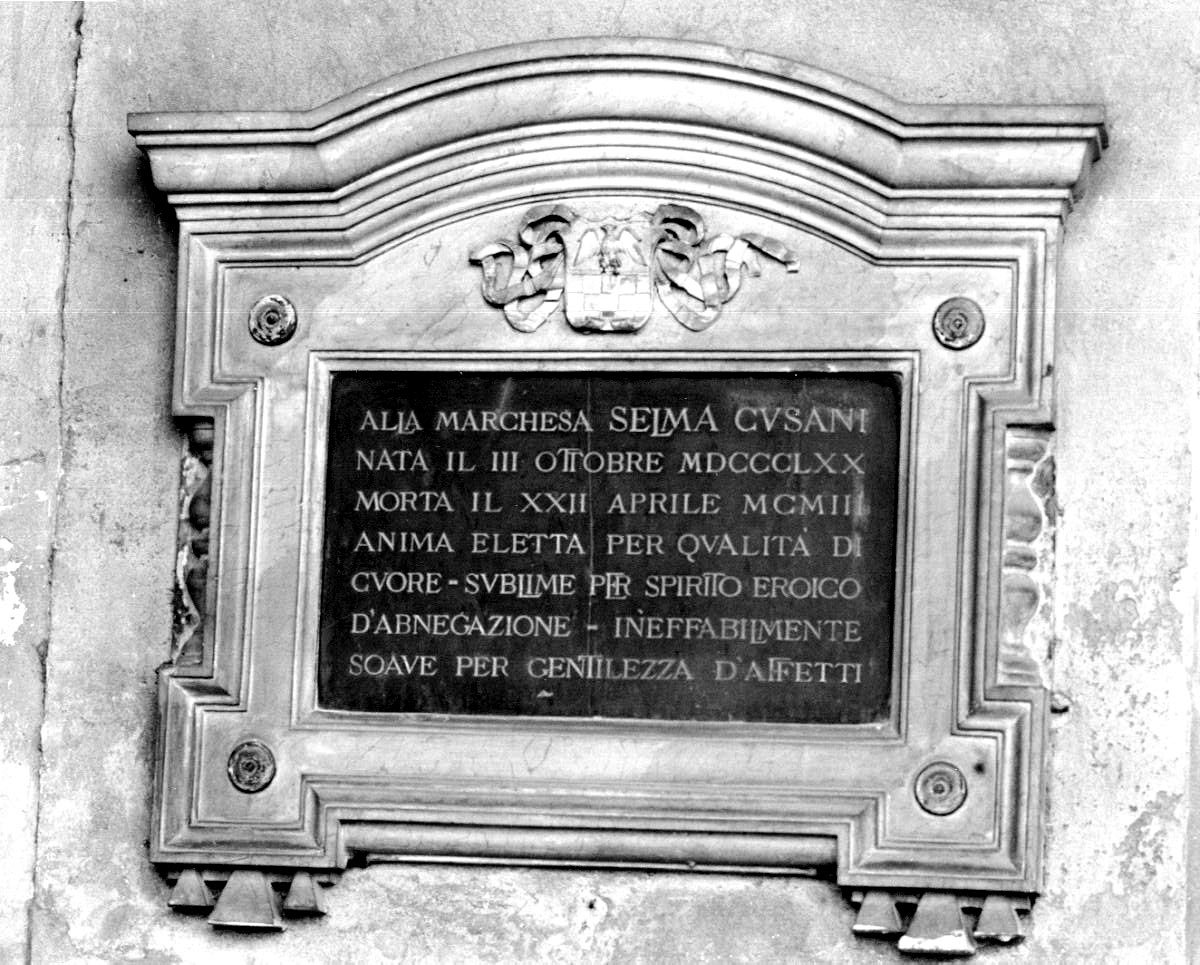 ALLA MARCHESA SELMA CVSANI
NATA IL III OTTOBRE MDCCCLXX
MORTA IL XXII APRILE MCMIII
ANIMA ELETTA PER QVALITÀ DI
CVORE - SVBLIME PER SPIRITO EROICO
D'ABNEGAZIONE - INEFFABILMENTE
SOAVE PER GENTILEZZA D'AFFETTI